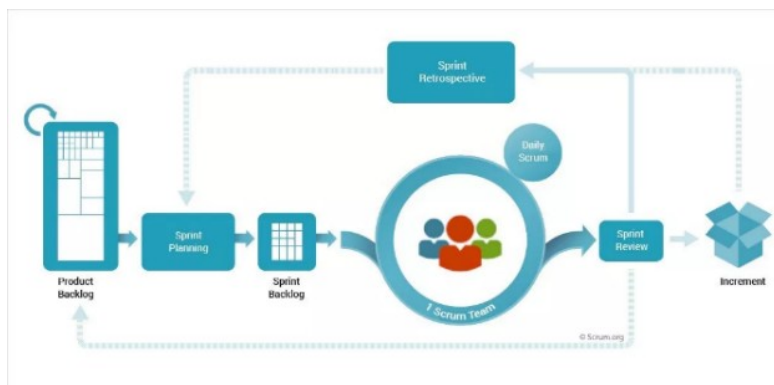 Sprint
Retrospective
Daily
Scrum
Sprint
Planning
Sprint
Review
Product
Backlog
Sprint
Backlog
1 Scrum Team
Increment
© Scrum.org